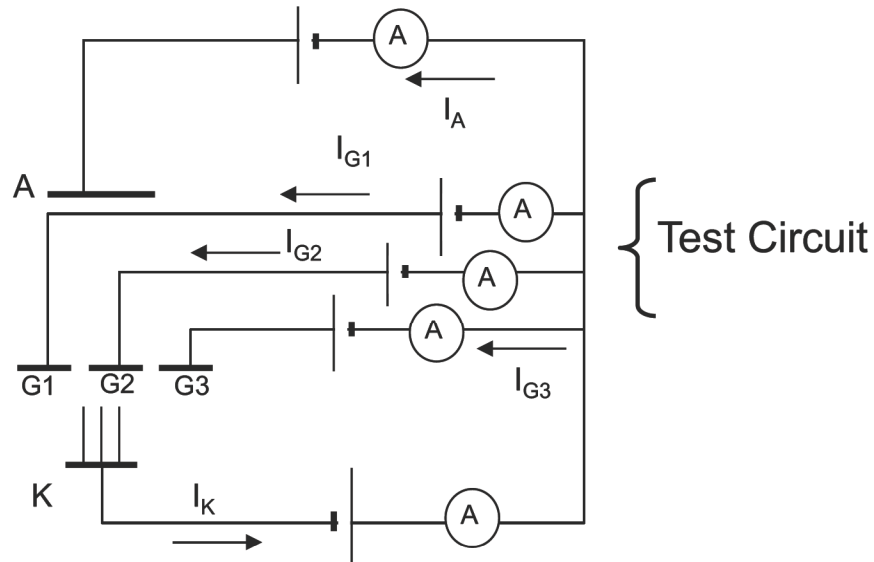 A
I_A
I_G1
A
A
I_G2
A
Test Circuit
A
I_G3
G1 G2 G3
K
I_K
A